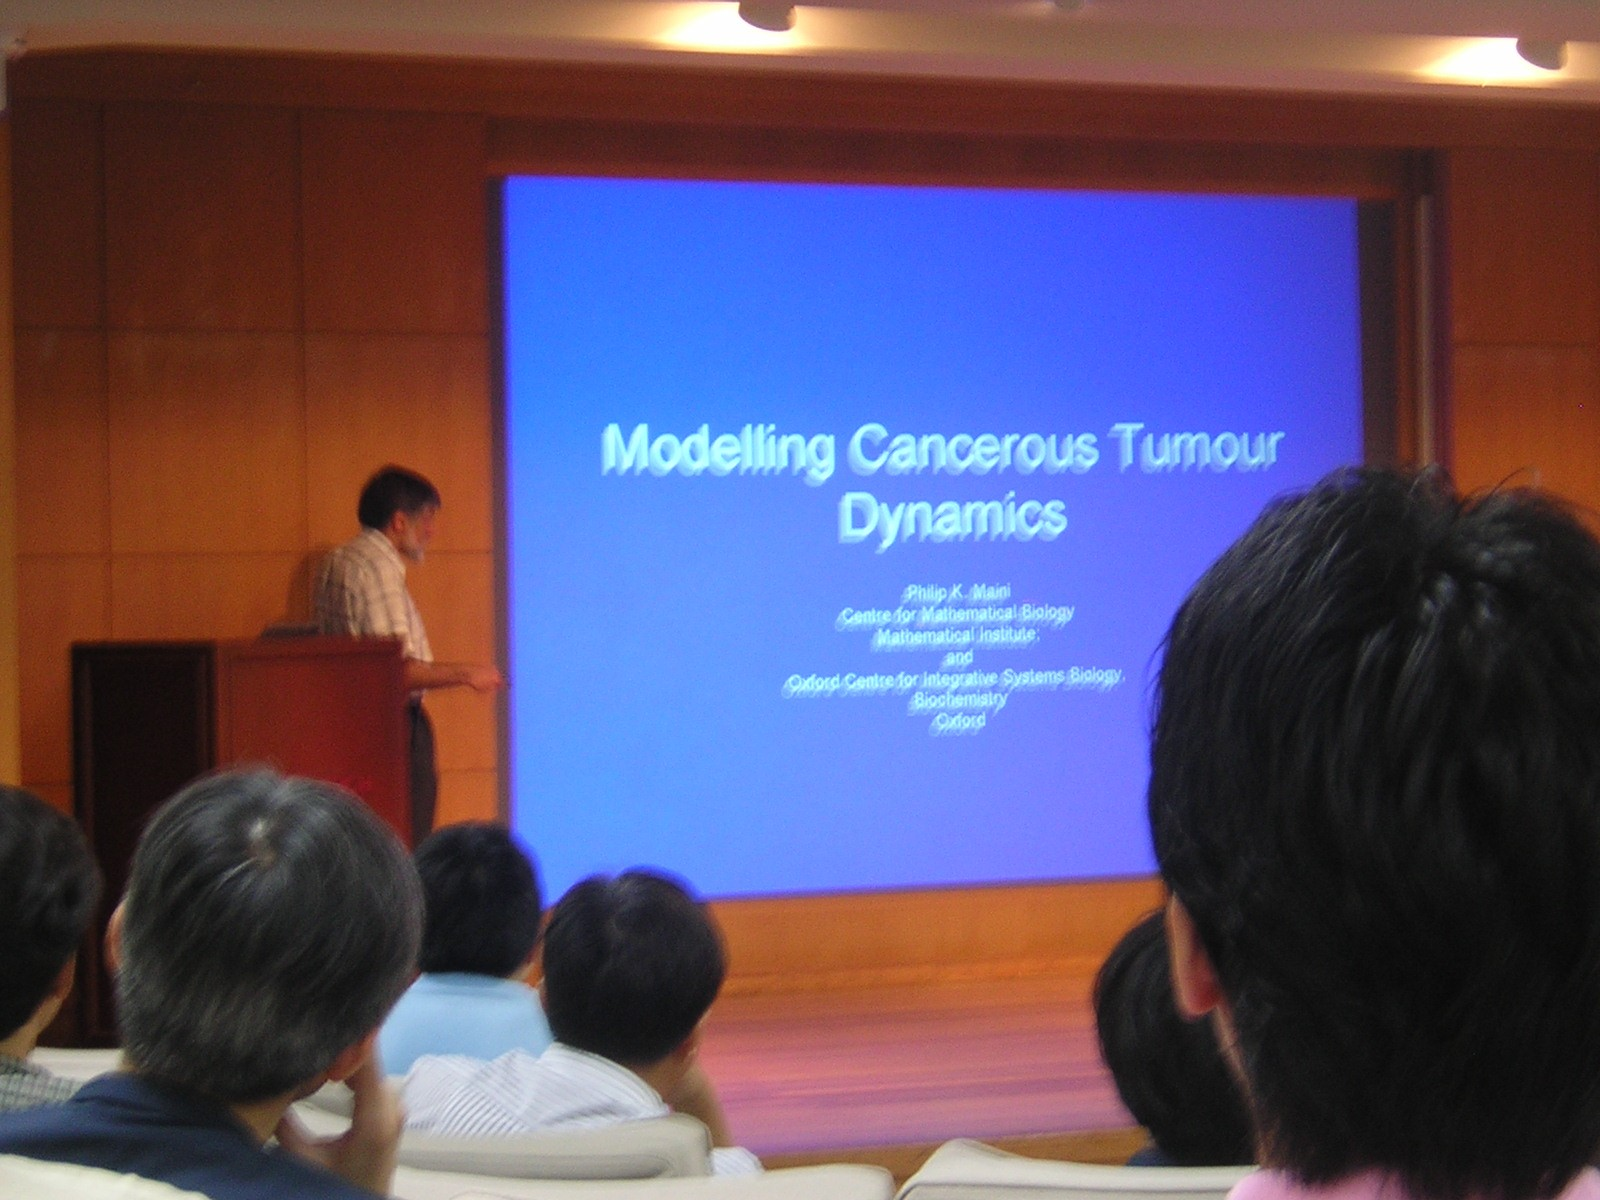 Modelling Cancerous Tumour
Dynamics
Philip K. Maini
Centre for Mathematical Biology
Mathematical Institute;
and
Oxford Centre for Integrative Systems Biology,
Biochemistry
Oxford